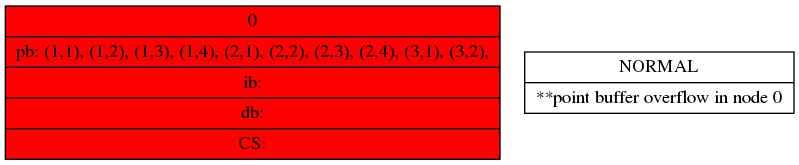 0
pb: (1,1), (1,2), (1,3), (1,4), (2,1), (2,2), (2,3), (2,4), (3,1), (3,2),
ib:
db:
CS:
NORMAL
**point buffer overflow in node 0